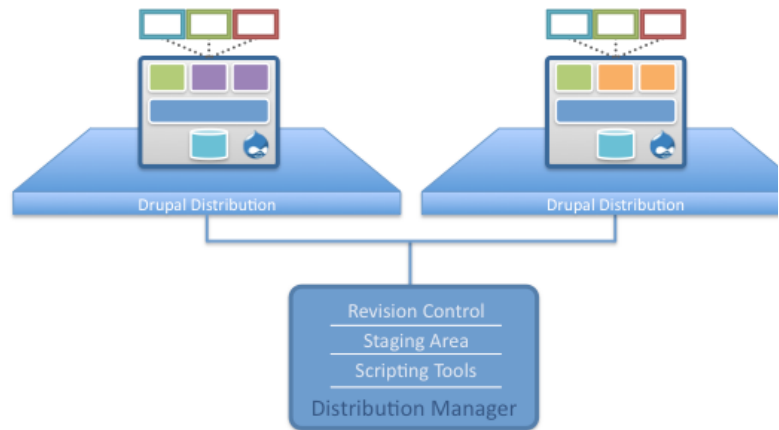 Drupal Distribution
Drupal Distribution
Revision Control
Staging Area
Scripting Tools
Distribution Manager